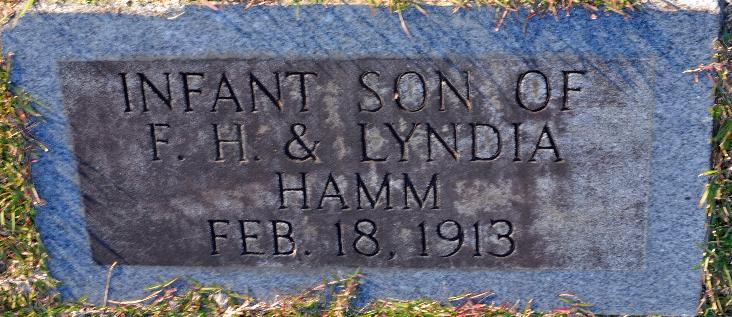 INFANT SON OF
F. H. & LYNDIA
HAMM
FEB. 18, 1913